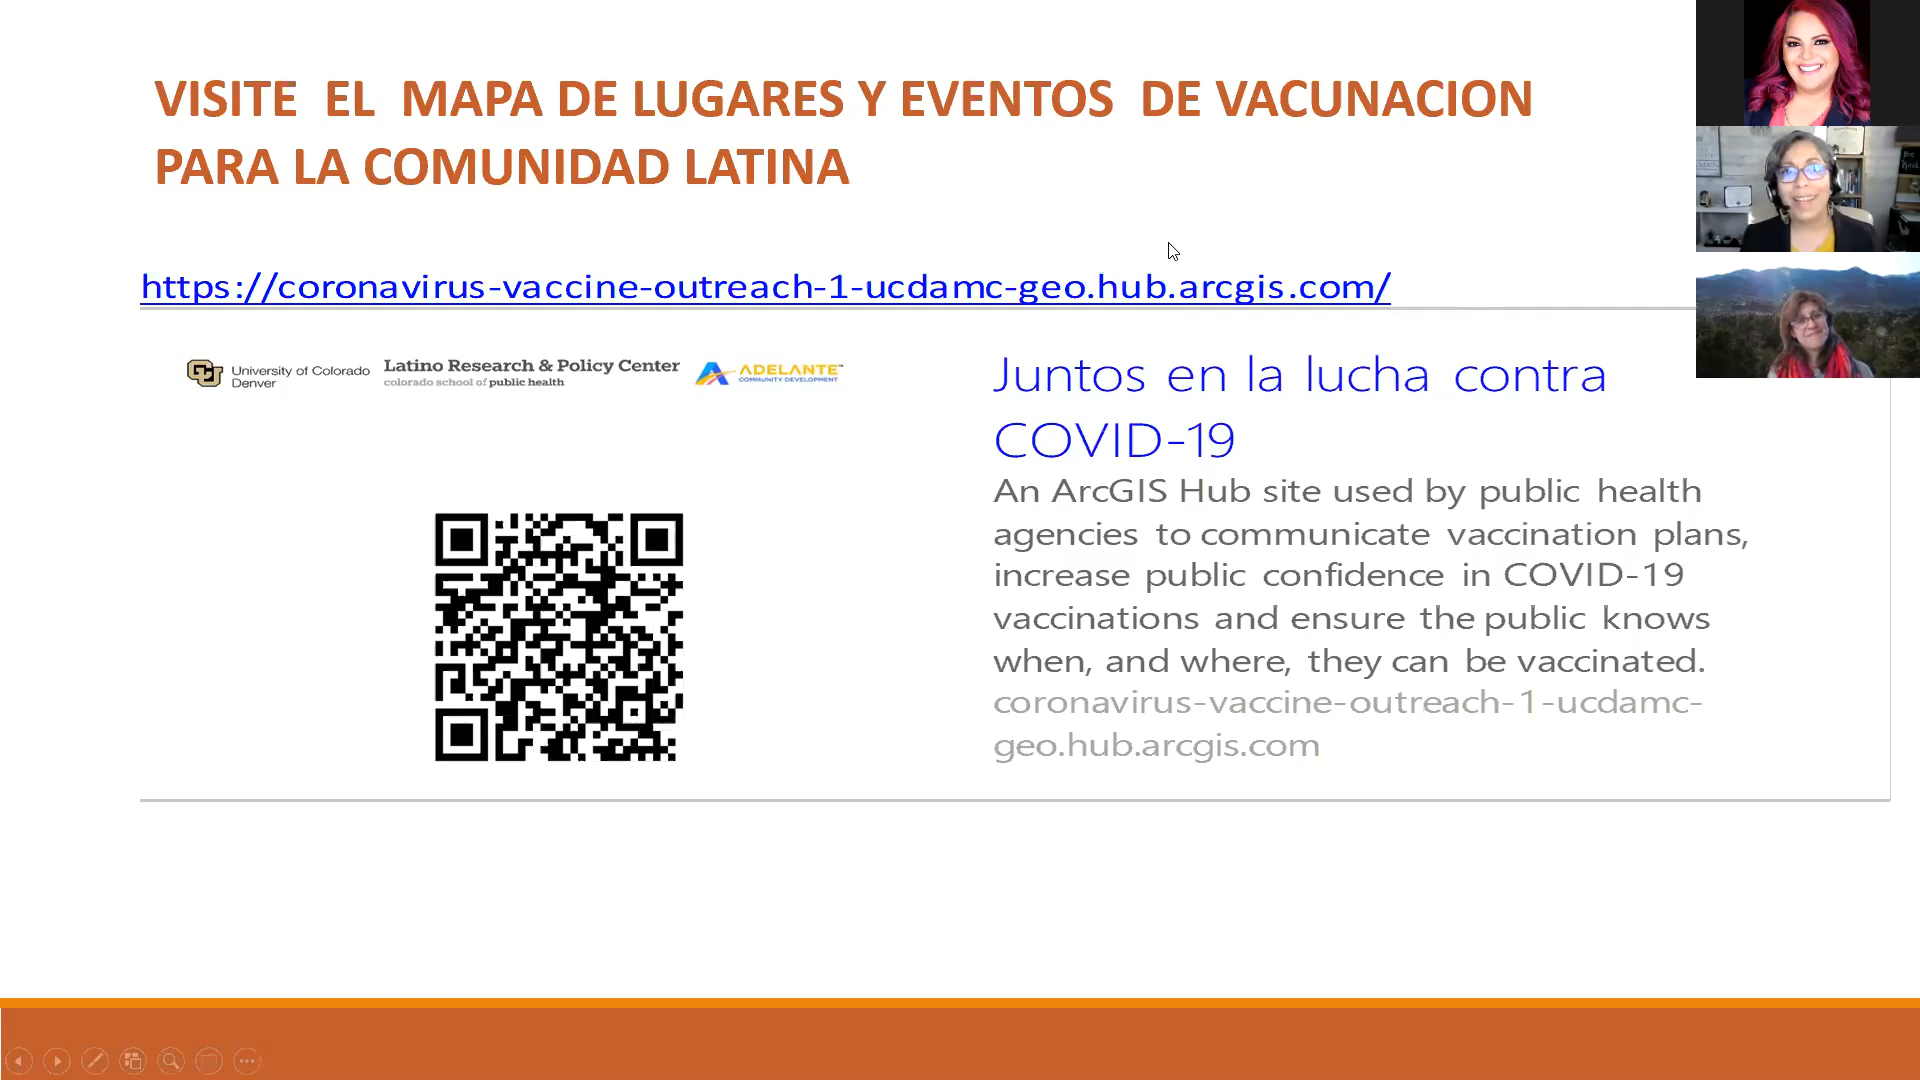 VISITE EL MAPA DE LUGARES Y EVENTOS DE VACUNACION
PARA LA COMUNIDAD LATINA
https://coronavirus-vaccine-outreach-1-ucdamc-geo.hub.arcgis.com/
University of Colorado
Denver
Latino Research & Policy Center
colorado school of public health
ADELANTE
COMMUNITY DEVELOPMENT
Juntos en la lucha contra
COVID-19
An ArcGIS Hub site used by public health
agencies to communicate vaccination plans,
increase public confidence in COVID-19
vaccinations and ensure the public knows
when, and where, they can be vaccinated.
coronavirus-vaccine-outreach-1-ucdamc-
geo.hub.arcgis.com